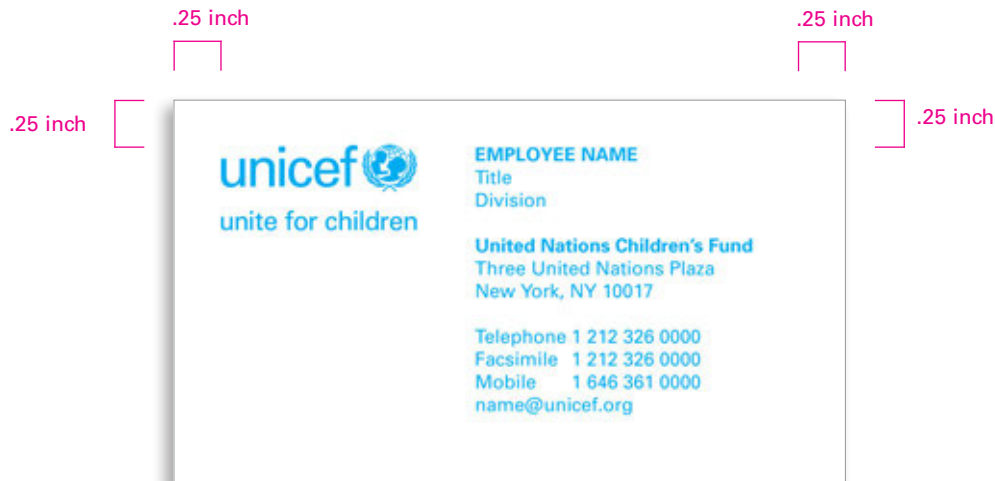 .25 inch
.25 inch
.25 inch
.25 inch
unicef
unite for children
EMPLOYEE NAME
Title
Division
United Nations Children's Fund
Three United Nations Plaza
New York, NY 10017
Telephone 1 212 326 0000
Facsimile 1 212 326 0000
Mobile 1 646 361 0000
name@unicef.org